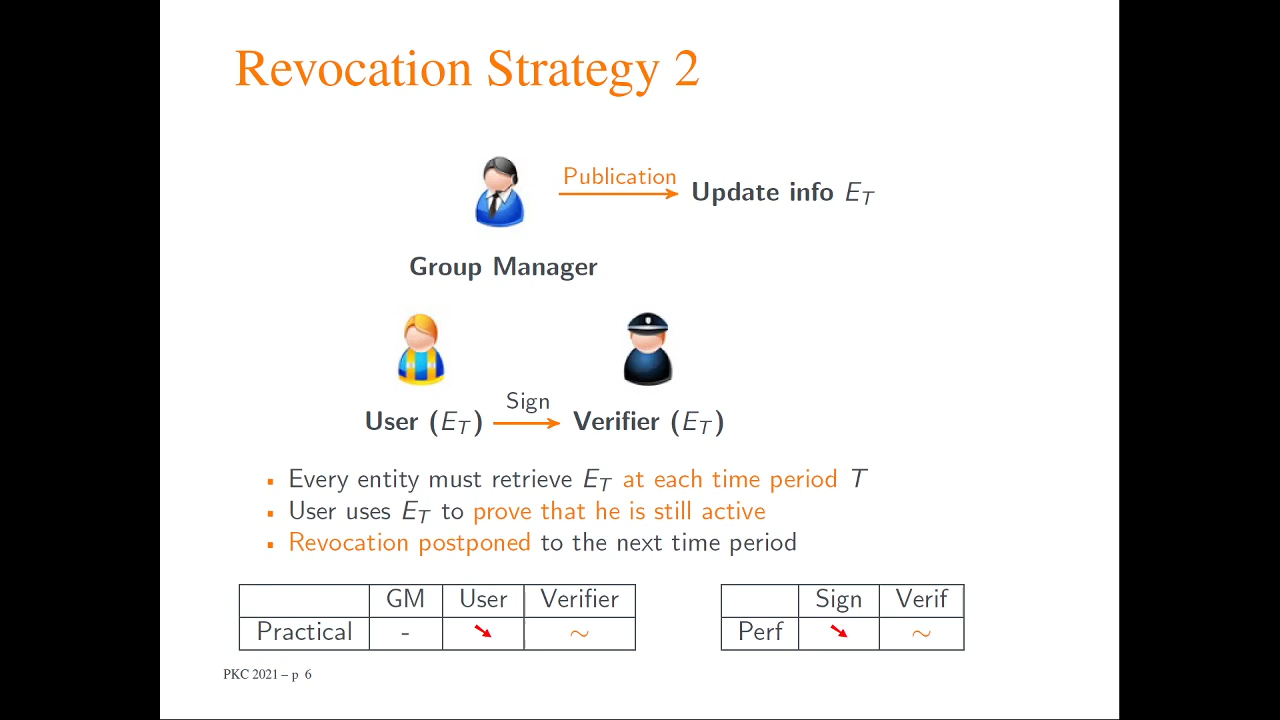 Revocation Strategy 2
Publication
Update info E_T
Group Manager
Sign
User (E_T)
Verifier (E_T)
▪ Every entity must retrieve E_T at each time period T
▪ User uses E_T to prove that he is still active
▪ Revocation postponed to the next time period
GM User Verifier
Practical - ➘ ~
Sign Verif
Perf ➘ ~
PKC 2021 – p 6